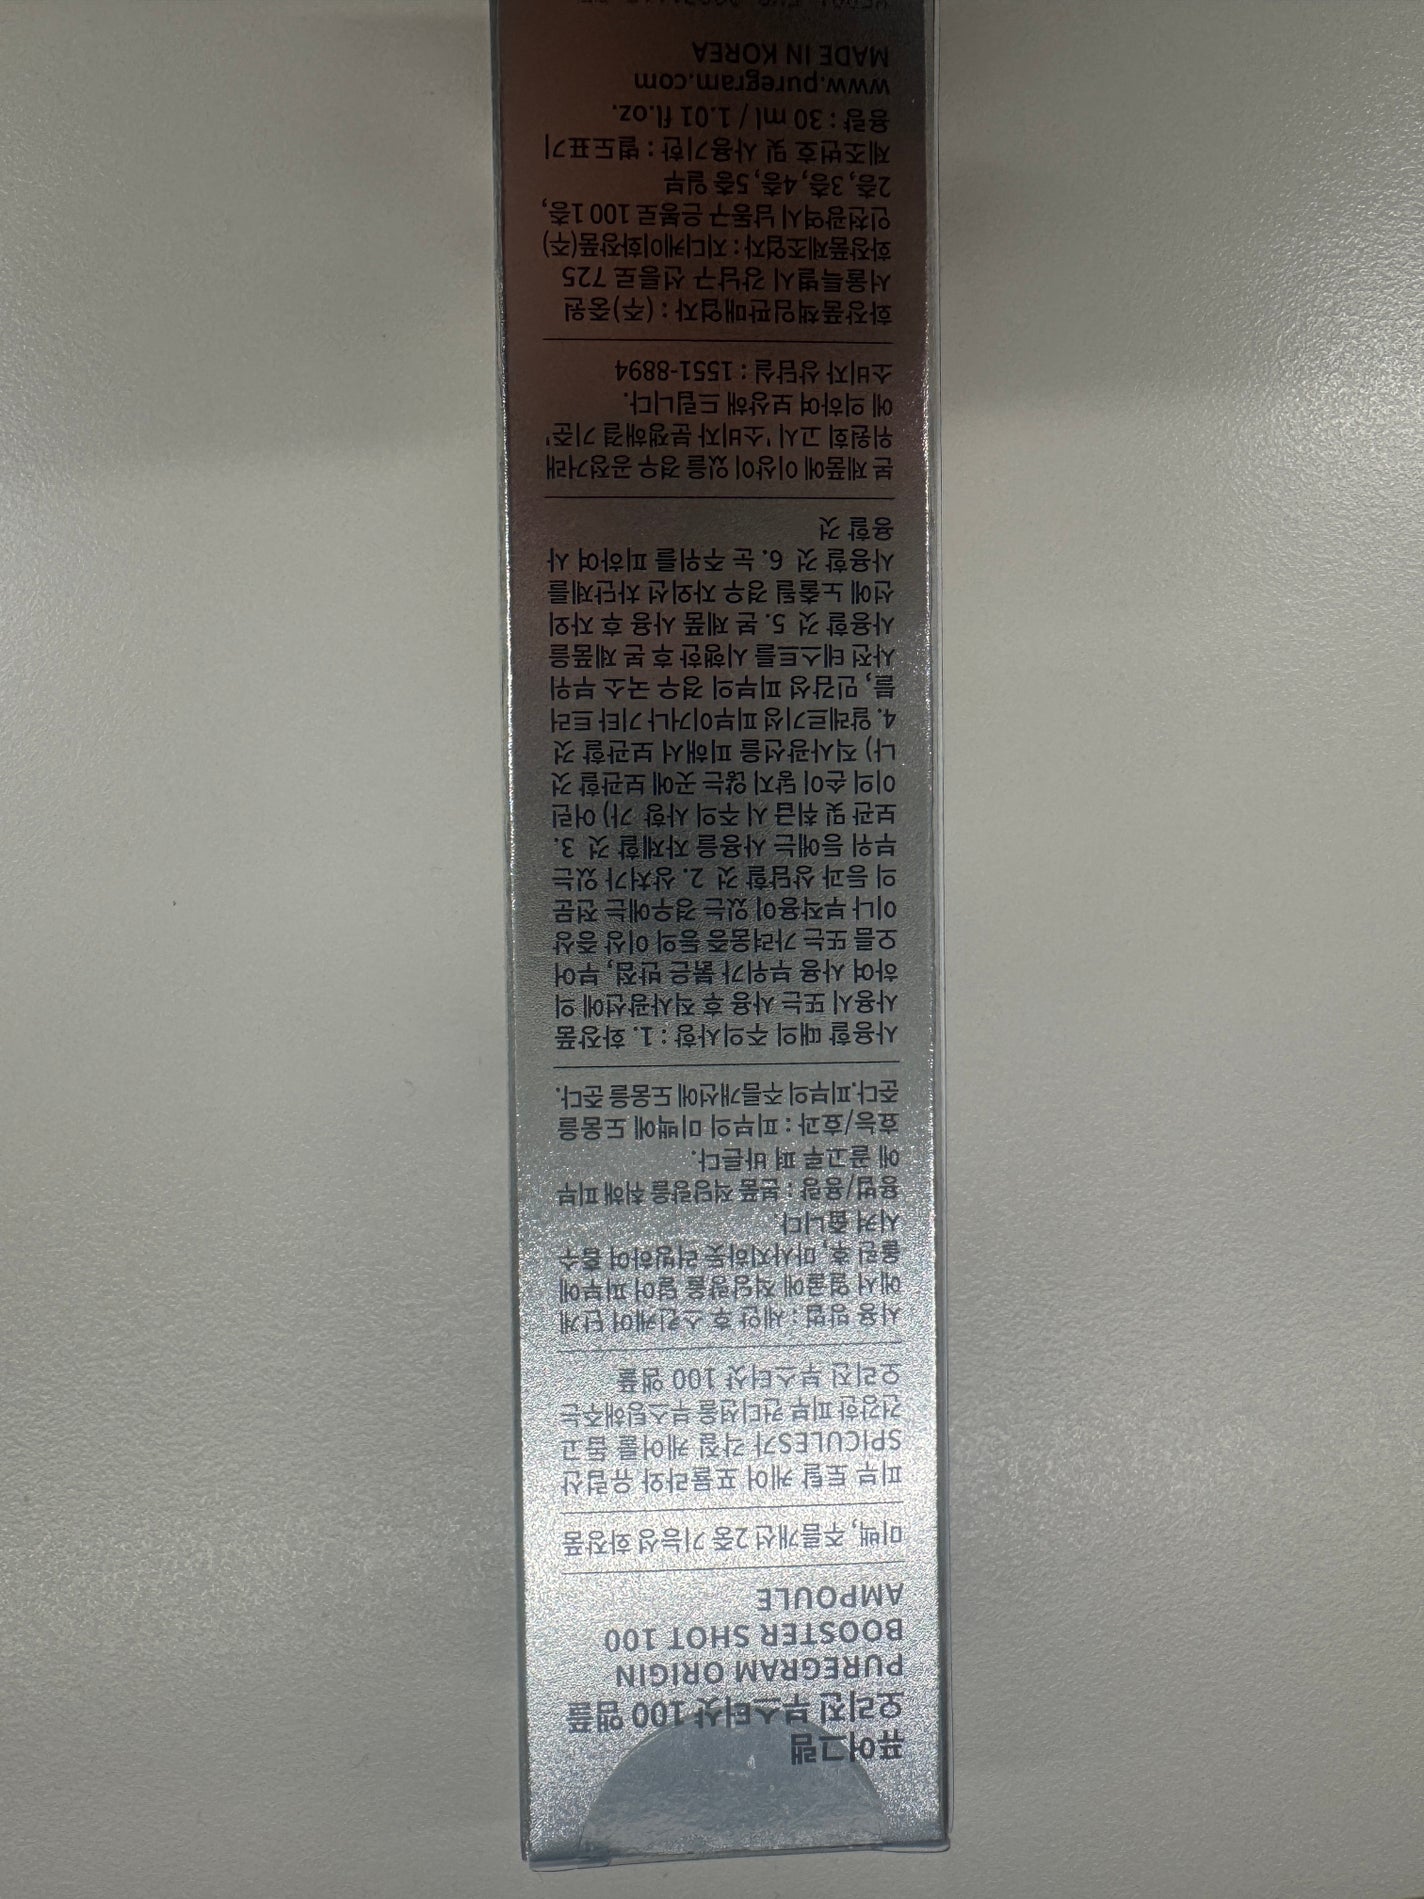 퓨어그램
오리진 부스터샷 100 앰플
PUREGRAM ORIGIN
BOOSTER SHOT 100
AMPOULE
미백, 주름개선 2중 기능성 화장품
피부 토탈 케어 포뮬라와 유럽산
SPICULES가 각질 케어를 돕고
건강한 피부 컨디션을 부스팅해주는
오리진 부스터샷 100 앰플
사용 방법 : 세안 후 스킨케어 단계
에서 얼굴에 적당량을 덜어 피부에
올린 후, 마사지하듯 러빙하여 흡수
시켜 줍니다.
용법/용량 : 본품 적당량을 취해 피부
에 골고루 펴 바른다.
효능/효과 : 피부의 미백에 도움을
준다.피부의 주름개선에 도움을 준다.
사용할 때의 주의사항 : 1. 화장품
사용시 또는 사용 후 직사광선에 의
하여 사용 부위가 붉은 반점, 부어
오름 또는 가려움증 등의 이상 증상
이나 부작용이 있는 경우에는 전문
의 등과 상담할 것 2. 상처가 있는
부위 등에는 사용을 자제할 것 3.
보관 및 취급 시 주의 사항 가) 어린
이의 손이 닿지 않는 곳에 보관할 것
나) 직사광선을 피해서 보관할 것
4. 알레르기성 피부이거나 기타 트러
블, 민감성 피부의 경우 국소 부위
사전 테스트를 시행한 후 본 제품을
사용할 것 5. 본 제품 사용 후 자외
선에 노출될 경우 자외선 차단제를
사용할 것 6. 눈 주위를 피하여 사
용할 것
본 제품에 이상이 있을 경우 공정거래
위원회 고시 '소비자 분쟁해결 기준'
에 의하여 보상해 드립니다.
소비자 상담실 : 1551-8894
화장품책임판매업자 : (주)중원
서울특별시 강남구 선릉로 725
화장품제조업자 : 지디케이화장품(주)
인천광역시 남동구 은봉로 100 1층,
2층, 3층, 4층, 5층 일부
제조번호 및 사용기한 : 별도표기
용량 : 30 ml / 1.01 fl.oz.
www.puregram.com
MADE IN KOREA